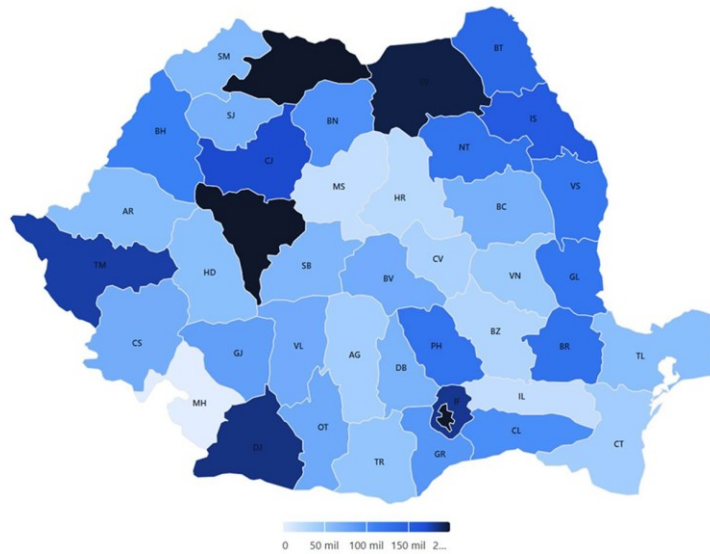 BT
SM
SV
IS
SJ
BN
BH
NT
CJ
MS
VS
HR
BC
AR
CV
TM
SB
HD
VN
BV
GL
CS
BZ
GJ
VL
AG
PH
BR
TL
DB
IL
MH
IF
OT
CL
CT
DJ
GR
TR
0 50 mil 100 mil 150 mil 2...